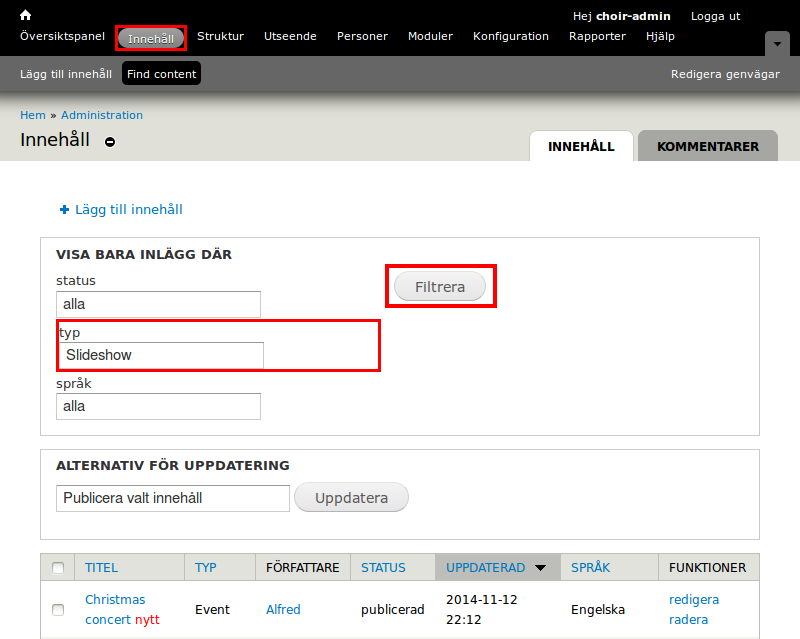 Hej choir-admin Logga ut
Översiktspanel Innehåll Struktur Utseende Personer Moduler Konfiguration Rapporter Hjälp
Lägg till innehåll Find content Redigera genvägar
Hem » Administration
Innehåll
INNEHÅLL KOMMENTARER
Lägg till innehåll
VISA BARA INLÄGG DÄR
status
alla
Filtrera
typ
Slideshow
språk
alla
ALTERNATIV FÖR UPPDATERING
Publicera valt innehåll Uppdatera
TITEL TYP FÖRFATTARE STATUS UPPDATERAD SPRÅK FUNKTIONER
Christmas concert nytt Event Alfred publicerad 2014-11-12 22:12 Engelska redigera radera